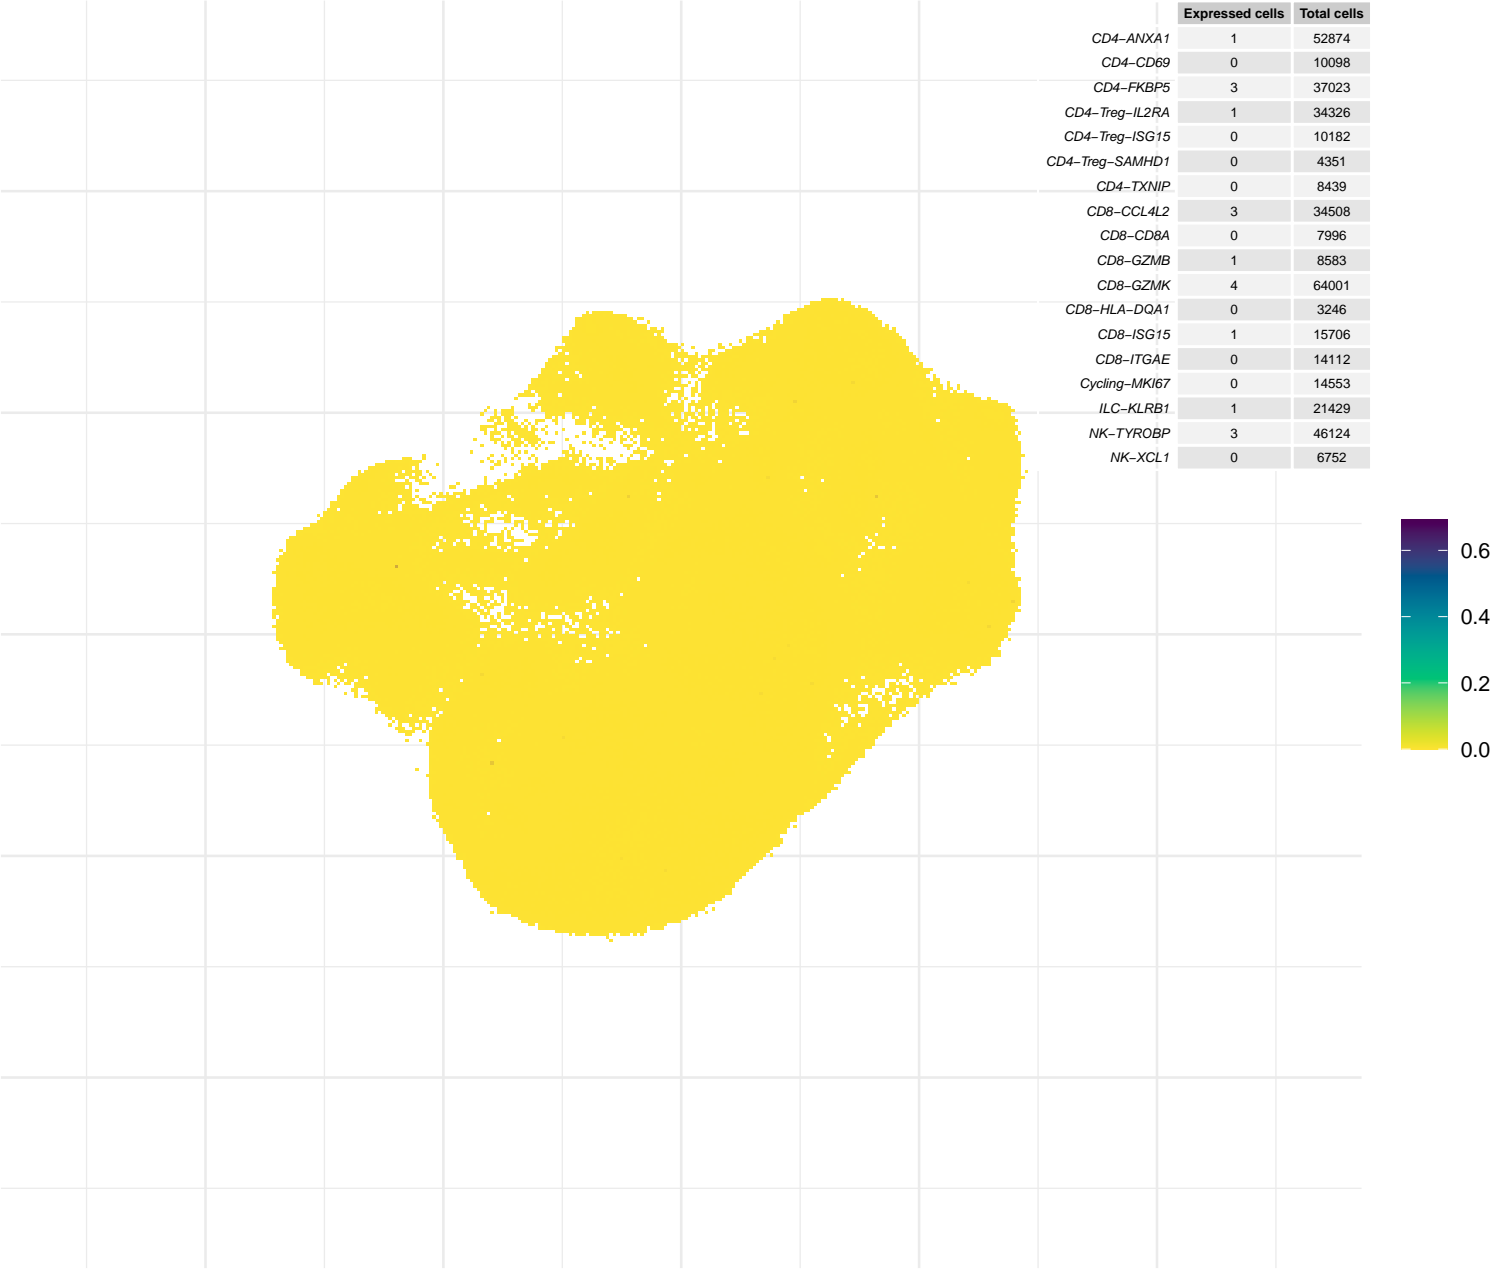 Expressed cells Total cells
CD4−ANXA1 1 52874
CD4−CD69 0 10098
CD4−FKBP5 3 37023
CD4−Treg−IL2RA 1 34326
CD4−Treg−ISG15 0 10182
CD4−Treg−SAMHD1 0 4351
CD4−TXNIP 0 8439
CD8−CCL4L2 3 34508
CD8−CD8A 0 7996
CD8−GZMB 1 8583
CD8−GZMK 4 64001
CD8−HLA−DQA1 0 3246
CD8−ISG15 1 15706
CD8−ITGAE 0 14112
Cycling−MKI67 0 14553
ILC−KLRB1 1 21429
NK−TYROBP 3 46124
NK−XCL1 0 6752
0.6
0.4
0.2
0.0